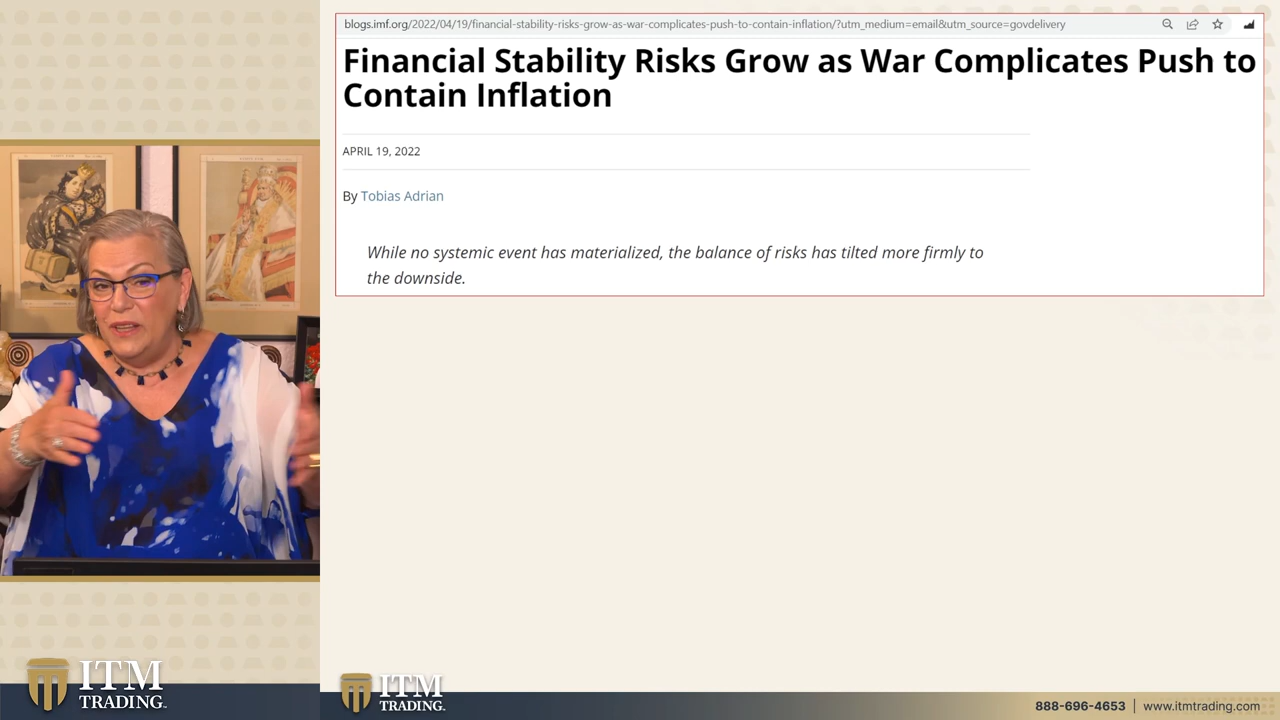 blogs.imf.org/2022/04/19/financial-stability-risks-grow-as-war-complicates-push-to-contain-inflation/?utm_medium=email&utm_source=govdelivery
Financial Stability Risks Grow as War Complicates Push to
Contain Inflation
APRIL 19, 2022
By Tobias Adrian
While no systemic event has materialized, the balance of risks has tilted more firmly to
the downside.
ITM
TRADING
ITM
TRADING
888-696-4653 | www.itmtrading.com